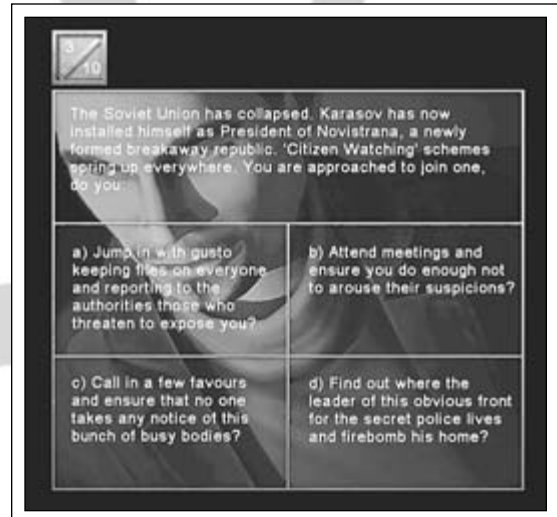 3
10
The Soviet Union has collapsed. Karasov has now
installed himself as President of Novistrana, a newly
formed breakaway republic. 'Citizen Watching' schemes
spring up everywhere. You are approached to join one,
do you:
a) Jump in with gusto
keeping files on everyone
and reporting to the
authorities those who
threaten to expose you?
b) Attend meetings and
ensure you do enough not
to arouse their suspicions?
c) Call in a few favours
and ensure that no one
takes any notice of this
bunch of busy bodies?
d) Find out where the
leader of this obvious front
for the secret police lives
and firebomb his home?